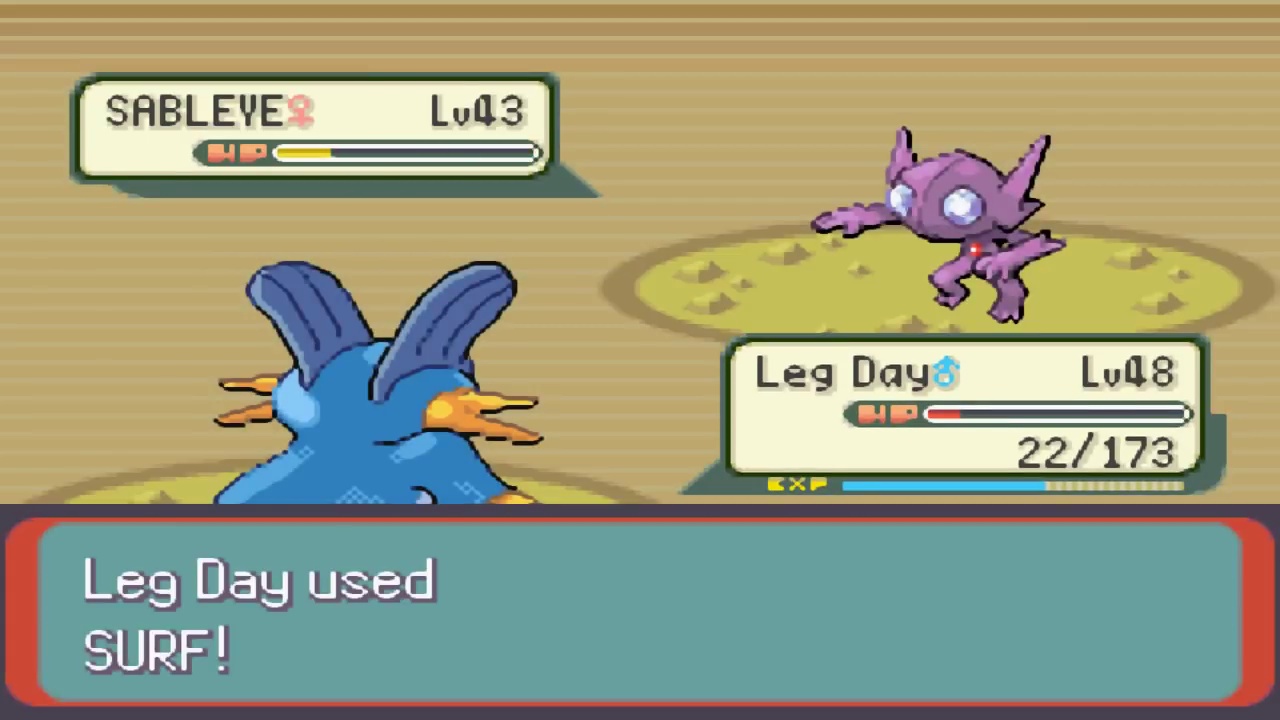 SABLEYE♀ Lv43
HP
Leg Day♂ Lv48
HP
22/173
EXP
Leg Day used
SURF!